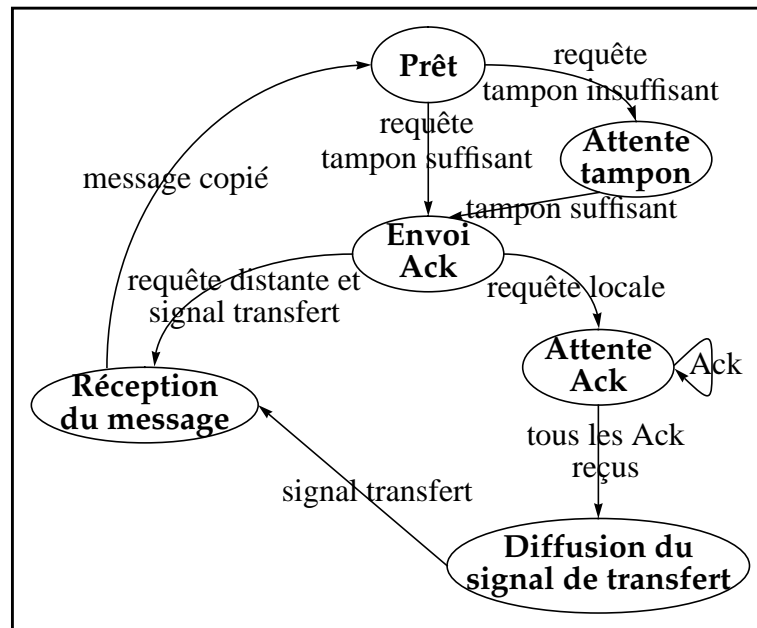 Prêt
requête
tampon insuffisant
requête
tampon suffisant
Attente
tampon
message copié
tampon suffisant
Envoi
Ack
requête distante et
signal transfert
requête locale
Attente
Ack
Ack
Réception
du message
tous les Ack
reçus
signal transfert
Diffusion du
signal de transfert